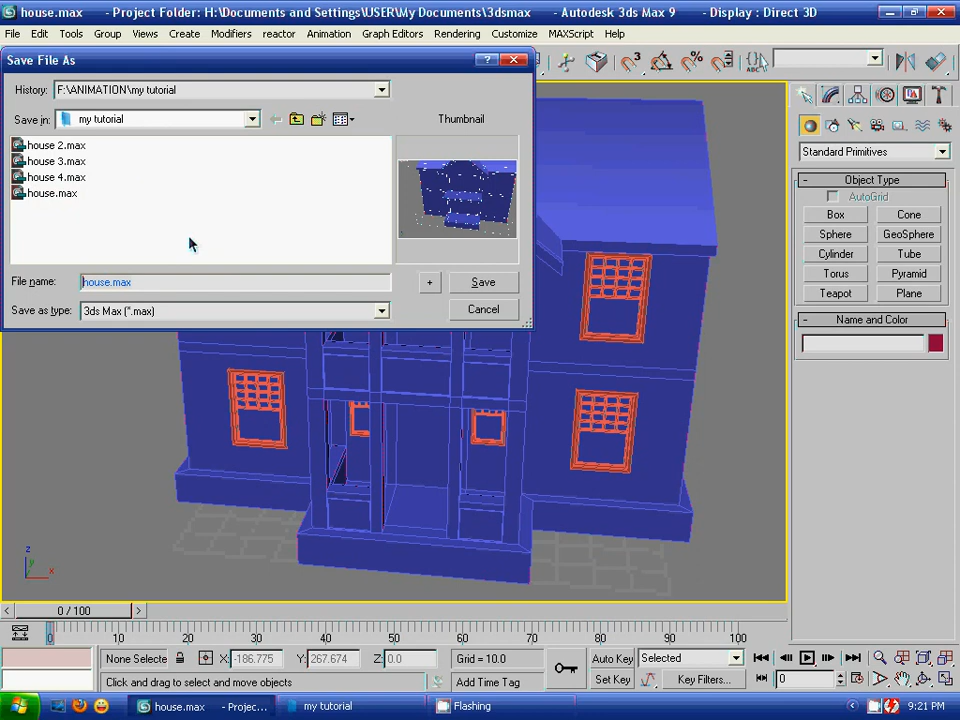 house.max - Project Folder: H:\Documents and Settings\USER\My Documents\3dsmax - Autodesk 3ds Max 9 - Display : Direct 3D
File Edit Tools Group Views Create Modifiers reactor Animation Graph Editors Rendering Customize MAXScript Help
Save File As
History: F:\ANIMATION\my tutorial
Save in: my tutorial
Thumbnail
house 2.max
house 3.max
house 4.max
house.max
File name: house.max
+
Save
Save as type: 3ds Max (*.max)
Cancel
3
ABC
Standard Primitives
- Object Type
AutoGrid
Box Cone
Sphere GeoSphere
Cylinder Tube
Torus Pyramid
Teapot Plane
- Name and Color
z
y
x
< 0 / 100 >
0 10 20 30 40 50 60 70 80 90 100
None Selecte X: -186.775 Y: 267.674 Z: 0.0 Grid = 10.0 Auto Key Selected
Click and drag to select and move objects Add Time Tag Set Key Key Filters... 0
house.max - Projec... my tutorial Flashing 9:21 PM